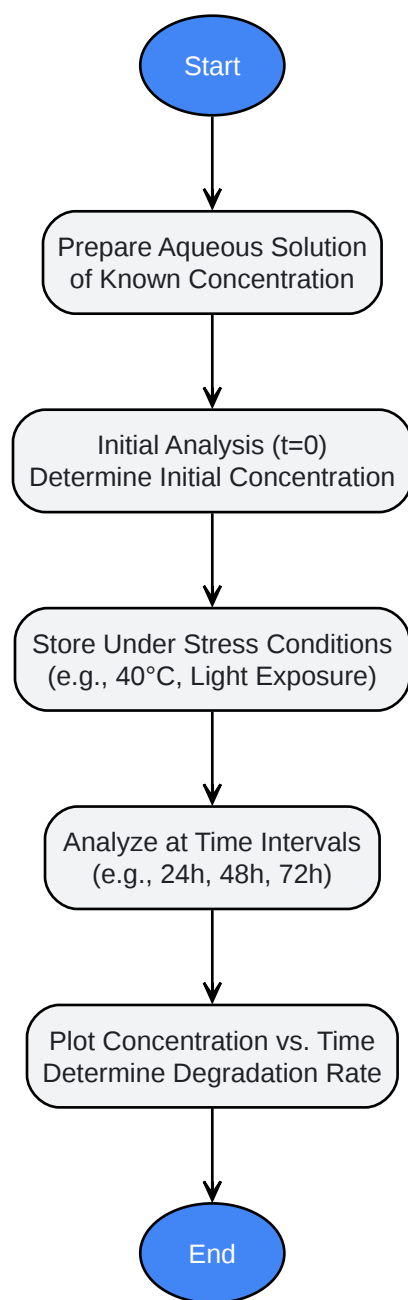 Start
Prepare Aqueous Solution
of Known Concentration
Initial Analysis (t=0)
Determine Initial Concentration
Store Under Stress Conditions
(e.g., 40°C, Light Exposure)
Analyze at Time Intervals
(e.g., 24h, 48h, 72h)
Plot Concentration vs. Time
Determine Degradation Rate
End